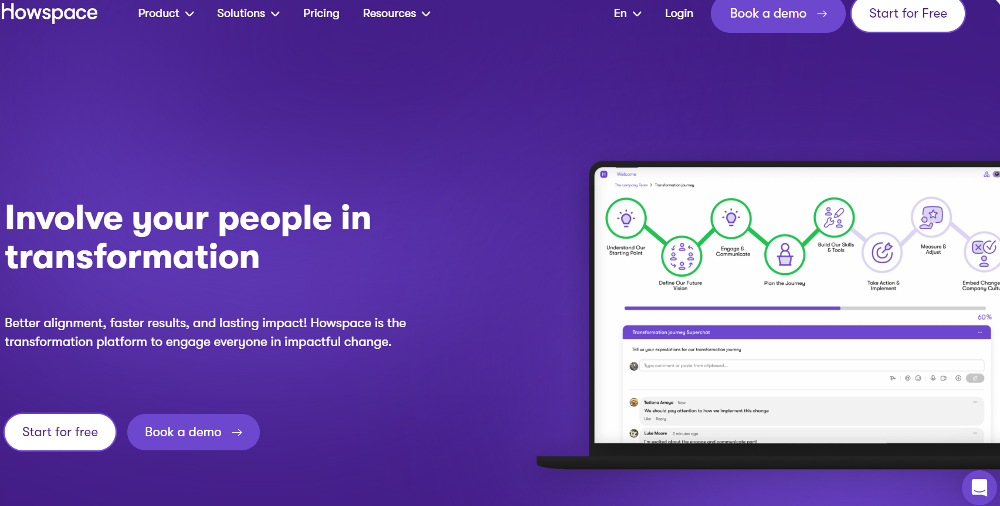 Howspace
Product
Solutions
Pricing
Resources
En
Login
Book a demo →
Start for Free
Involve your people in
transformation
Better alignment, faster results, and lasting impact! Howspace is the
transformation platform to engage everyone in impactful change.
Start for free
Book a demo →
H
Welcome
The company Team > Transformation journey
Understand Our
Starting Point
Define Our Future
Vision
Engage &
Communicate
Plan the Journey
Build Our Skills
& Tools
Take Action &
Implement
Measure &
Adjust
Embed Change
Company Cultu
60%
Transformation journey Superchat
Tell us your expectations for our transformation journey
Type comment or paste from clipboard...
Tatiana Arroyo Now
We should pay attention to how we implement this change
Like Reply
Luke Moore 2 minutes ago
I'm excited about the engage and communicate part!